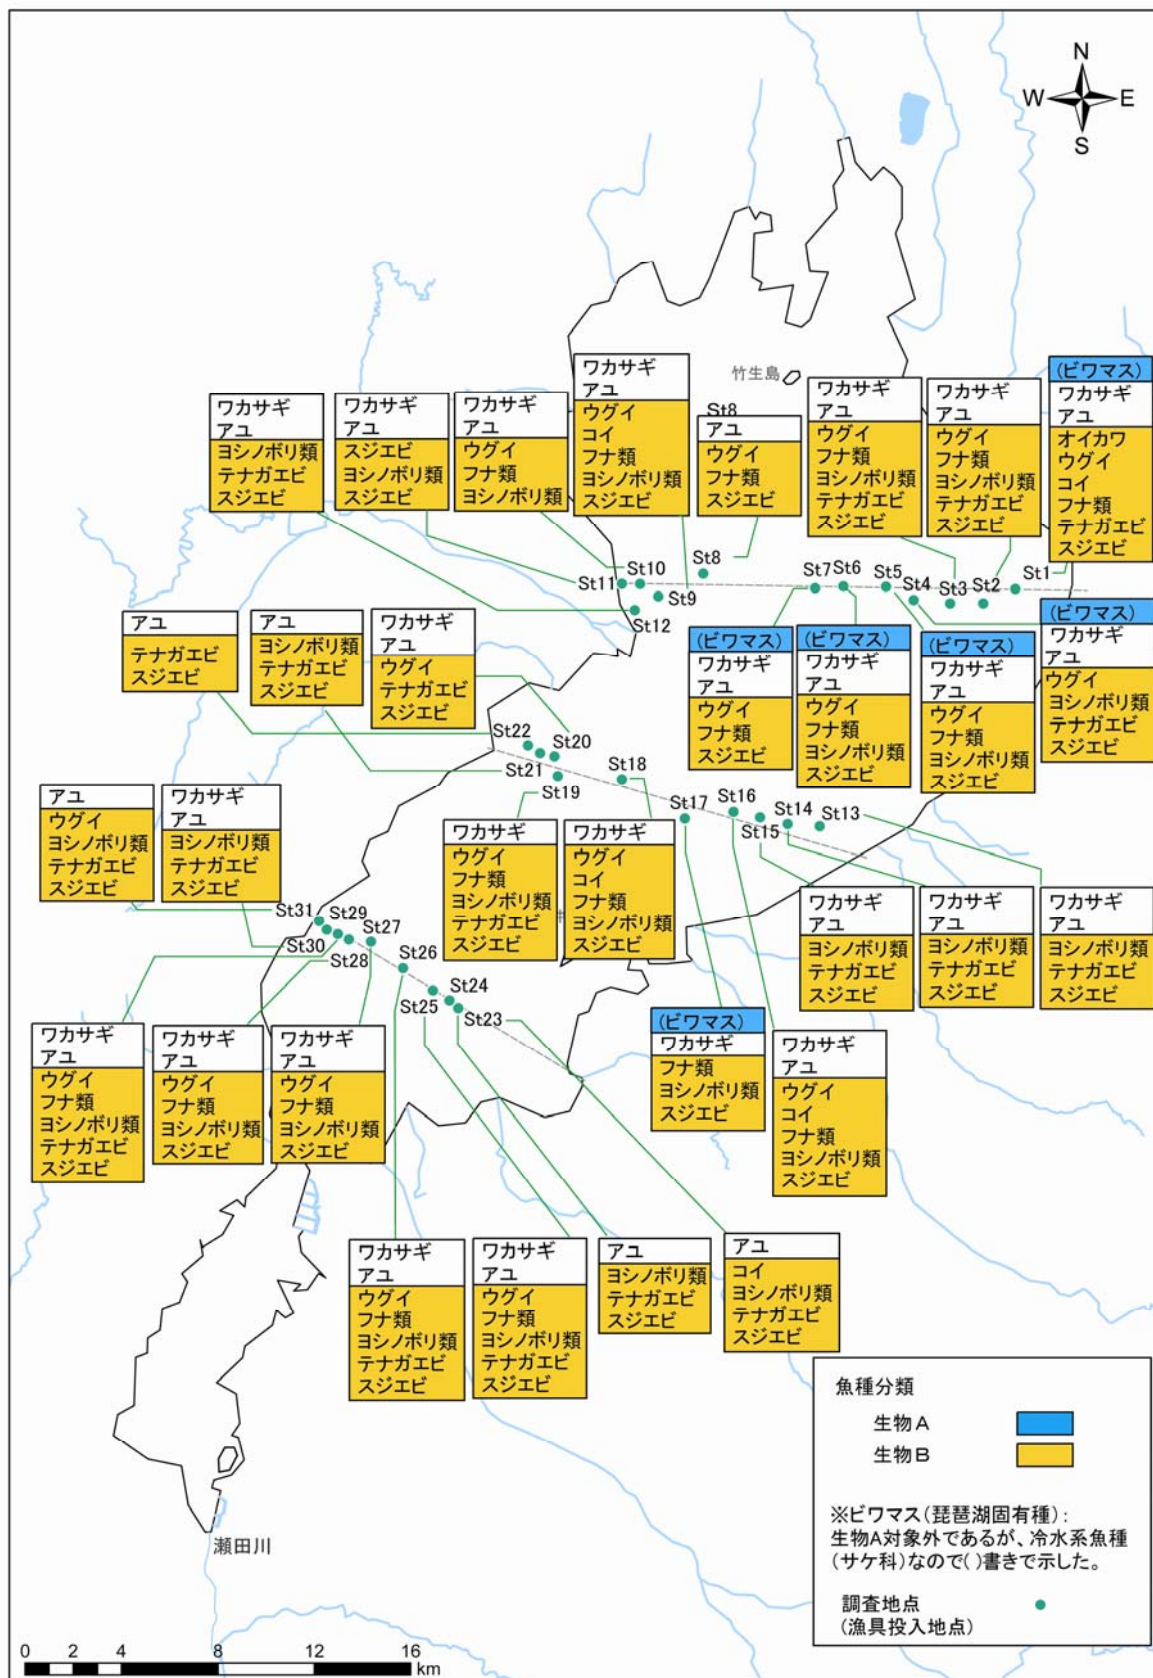 N
W
E
S
竹生島
ワカサギ
アユ
ヨシノボリ類
テナガエビ
スジエビ
ワカサギ
アユ
スジエビ
ヨシノボリ類
スジエビ
ワカサギ
アユ
ウグイ
フナ類
ヨシノボリ類
ワカサギ
アユ
ウグイ
コイ
フナ類
ヨシノボリ類
スジエビ
St8
アユ
ウグイ
フナ類
スジエビ
ワカサギ
アユ
ウグイ
フナ類
ヨシノボリ類
テナガエビ
スジエビ
ワカサギ
アユ
ウグイ
フナ類
ヨシノボリ類
テナガエビ
スジエビ
(ビワマス)
ワカサギ
アユ
オイカワ
ウグイ
コイ
フナ類
テナガエビ
スジエビ
St11
St10
St9
St12
St8
St7
St6
St5
St4
St3
St2
St1
アユ
テナガエビ
スジエビ
アユ
ヨシノボリ類
テナガエビ
スジエビ
ワカサギ
アユ
ウグイ
テナガエビ
スジエビ
(ビワマス)
ワカサギ
アユ
ウグイ
フナ類
スジエビ
(ビワマス)
ワカサギ
アユ
ウグイ
フナ類
ヨシノボリ類
スジエビ
(ビワマス)
ワカサギ
アユ
ウグイ
フナ類
ヨシノボリ類
スジエビ
(ビワマス)
ワカサギ
アユ
ウグイ
ヨシノボリ類
テナガエビ
スジエビ
St22
St20
St21
St19
St18
St17
St16
St15
St14
St13
アユ
ウグイ
ヨシノボリ類
テナガエビ
スジエビ
ワカサギ
アユ
ヨシノボリ類
テナガエビ
スジエビ
ワカサギ
ウグイ
フナ類
ヨシノボリ類
テナガエビ
スジエビ
ワカサギ
ウグイ
コイ
フナ類
ヨシノボリ類
スジエビ
ワカサギ
アユ
ヨシノボリ類
テナガエビ
スジエビ
ワカサギ
アユ
ヨシノボリ類
テナガエビ
スジエビ
ワカサギ
アユ
ヨシノボリ類
テナガエビ
スジエビ
St31
St29
St30
St28
St27
St26
St25
St24
St23
ワカサギ
アユ
ウグイ
フナ類
ヨシノボリ類
テナガエビ
スジエビ
ワカサギ
アユ
ウグイ
フナ類
ヨシノボリ類
スジエビ
ワカサギ
アユ
ウグイ
フナ類
ヨシノボリ類
スジエビ
(ビワマス)
ワカサギ
フナ類
ヨシノボリ類
スジエビ
ワカサギ
アユ
ウグイ
コイ
フナ類
ヨシノボリ類
スジエビ
ワカサギ
アユ
ウグイ
フナ類
ヨシノボリ類
テナガエビ
スジエビ
ワカサギ
アユ
ウグイ
フナ類
ヨシノボリ類
テナガエビ
スジエビ
アユ
ヨシノボリ類
テナガエビ
スジエビ
アユ
コイ
ヨシノボリ類
テナガエビ
スジエビ
魚種分類
生物A
生物B
※ビワマス(琵琶湖固有種):
生物A対象外であるが、冷水系魚種
(サケ科)なので( )書きで示した。
調査地点
(漁具投入地点)
瀬田川
0 2 4 8 12 16
km